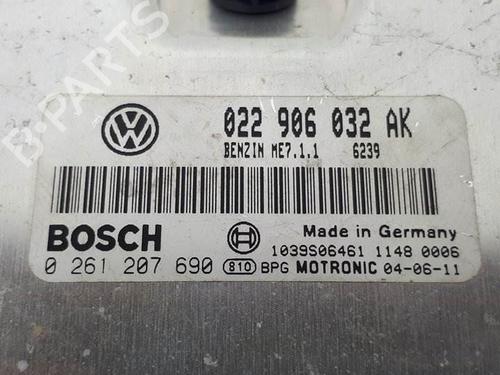 B-PARTS
VW
022 906 032 AK
BENZIN ME7.1.1 6239
BOSCH
Made in Germany
1039S06461 1148 0006
0 261 207 690 810 BPG MOTRONIC 04-06-11